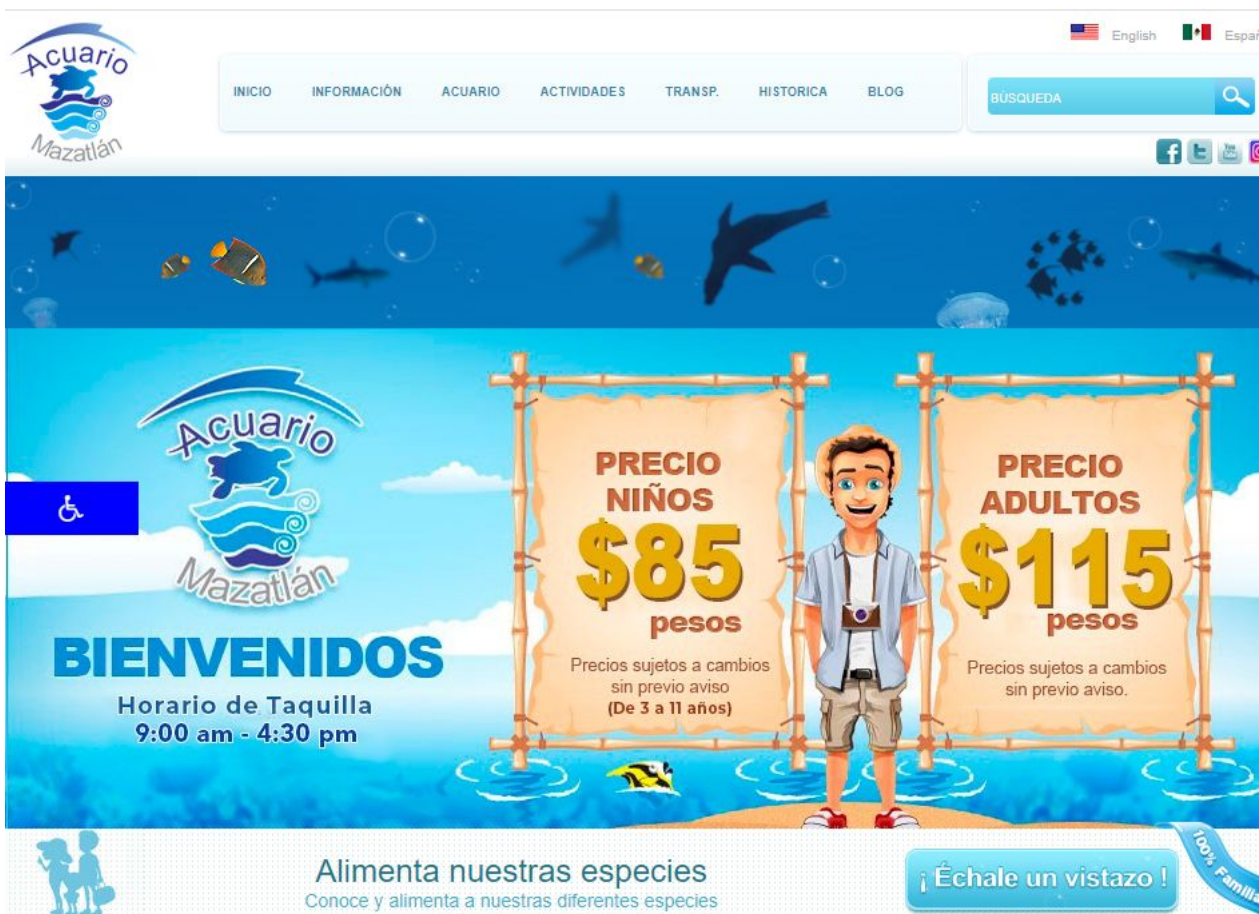 Acuario
Mazatlán
English
Españ
INICIO INFORMACIÓN ACUARIO ACTIVIDADES TRANSP. HISTORICA BLOG
BÚSQUEDA
Acuario
Mazatlán
BIENVENIDOS
Horario de Taquilla
9:00 am - 4:30 pm
PRECIO
NIÑOS
$85
pesos
Precios sujetos a cambios
sin previo aviso
(De 3 a 11 años)
PRECIO
ADULTOS
$115
pesos
Precios sujetos a cambios
sin previo aviso.
Alimenta nuestras especies
Conoce y alimenta a nuestras diferentes especies
¡ Échale un vistazo !
100% Familia